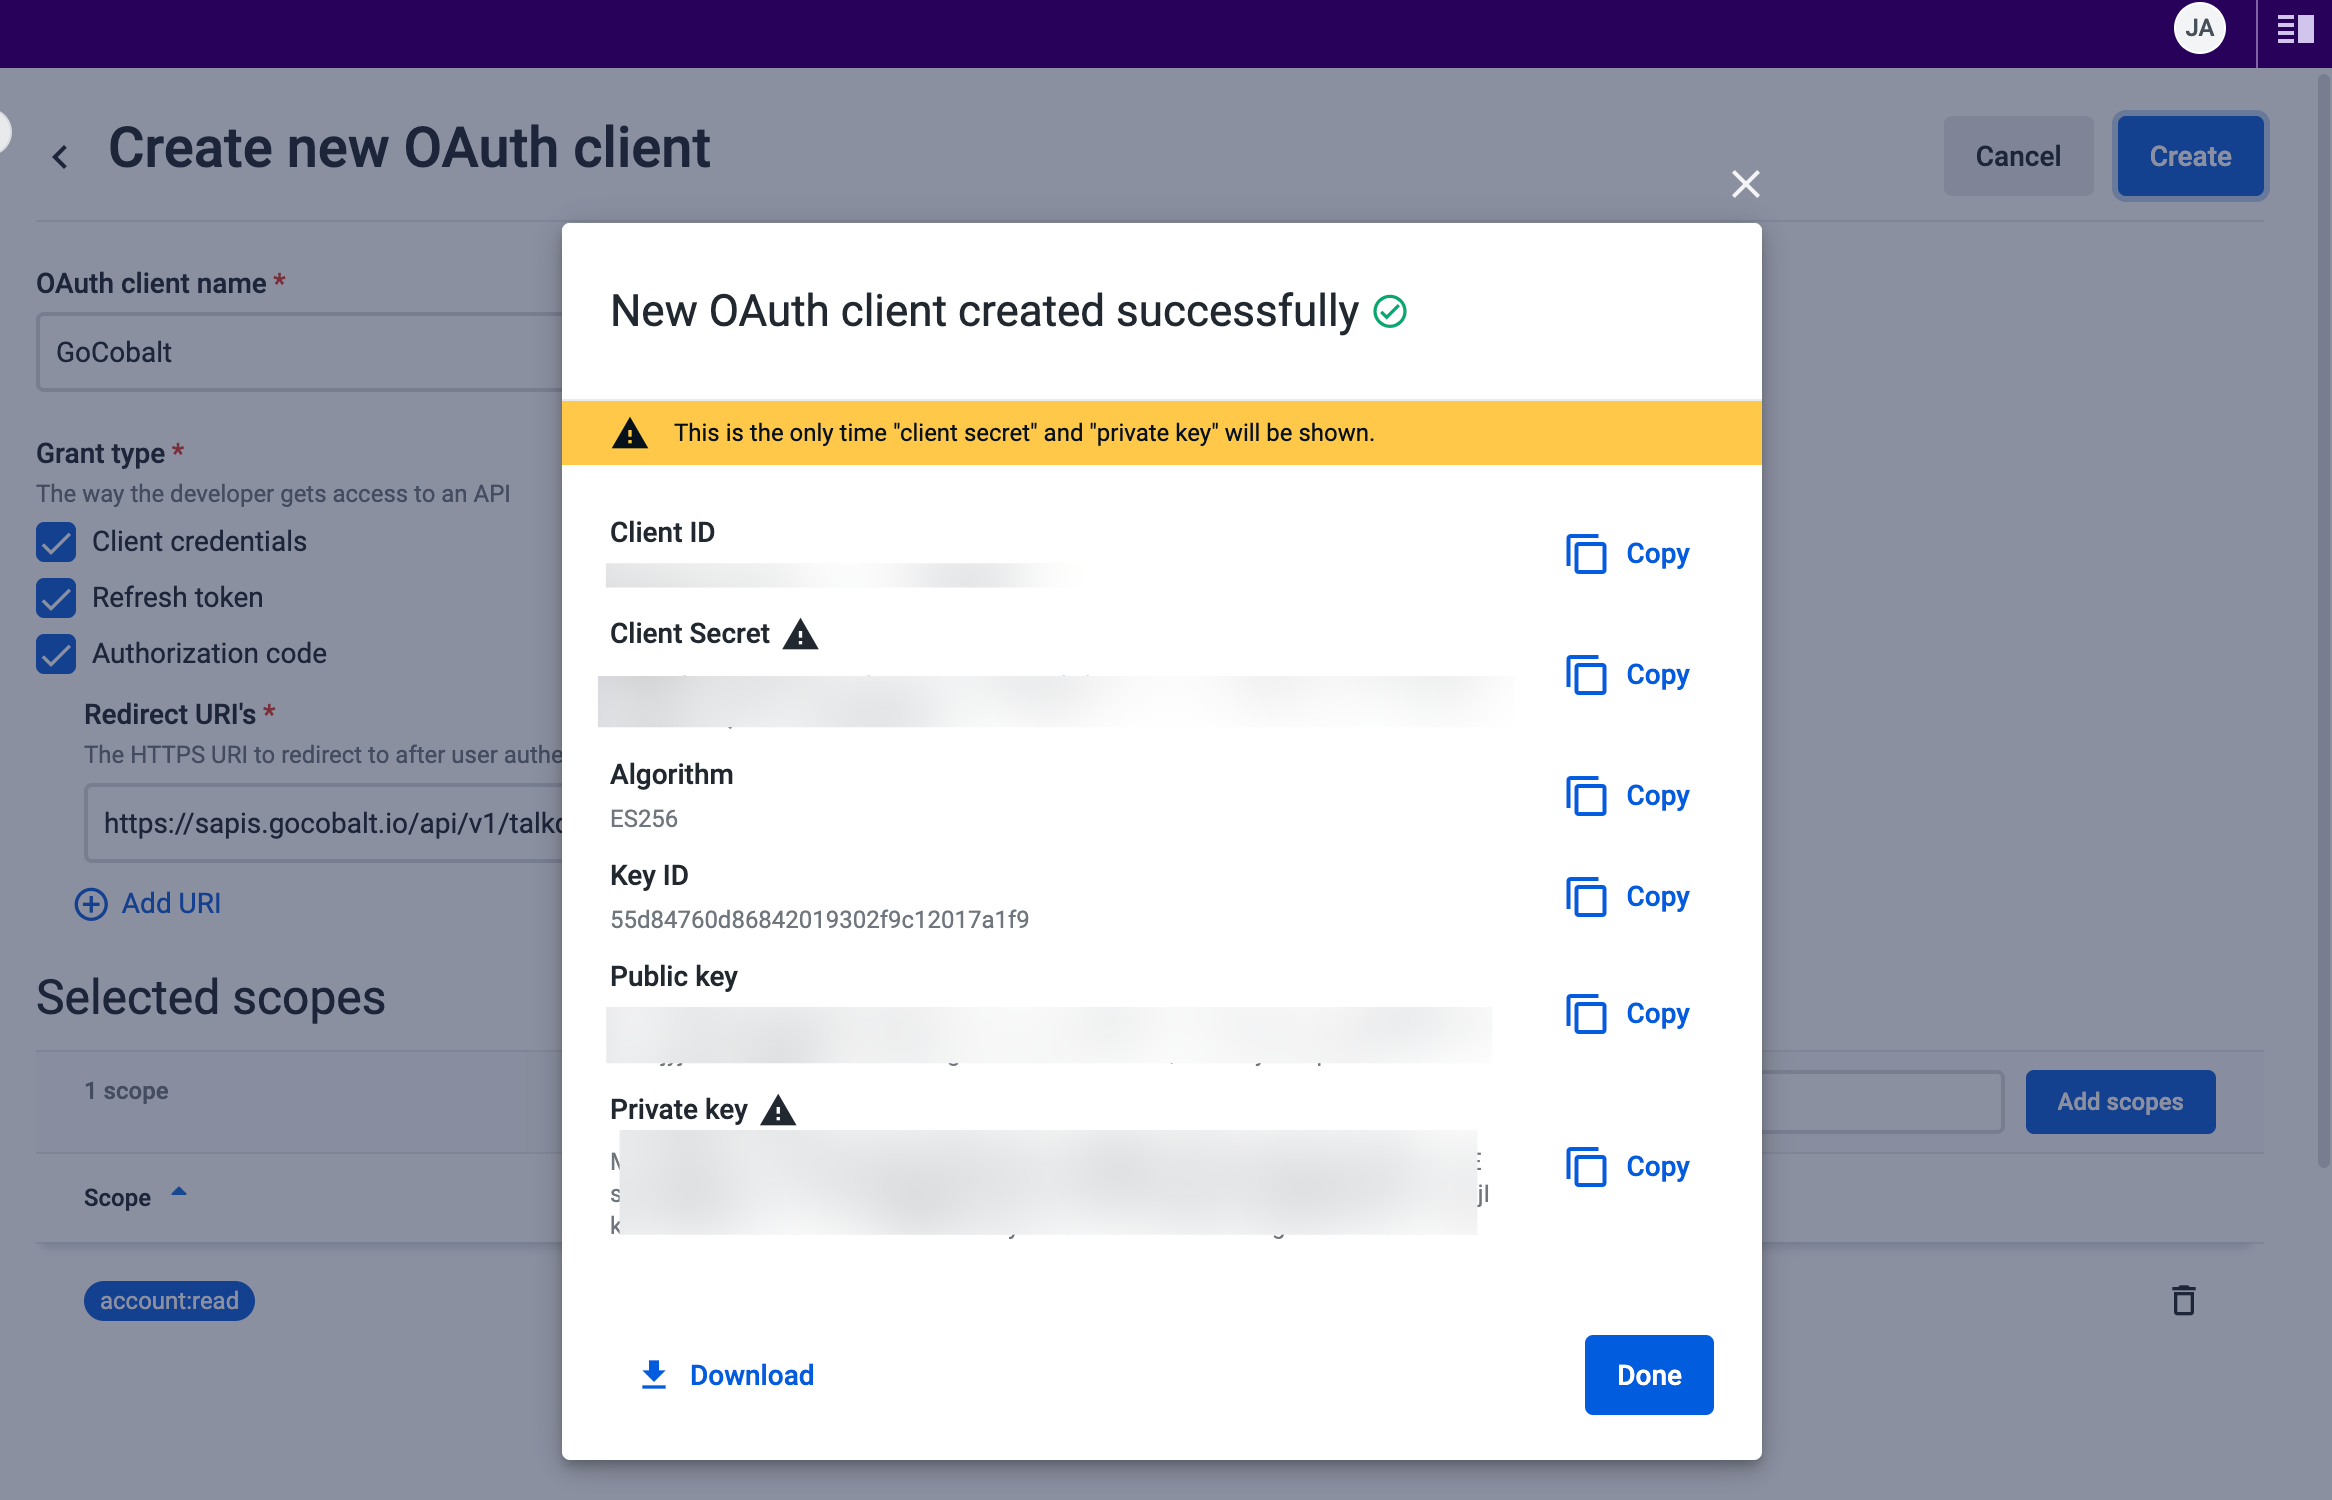 JA
Create new OAuth client
Cancel
Create
OAuth client name *
GoCobalt
Grant type *
The way the developer gets access to an API
Client credentials
Refresh token
Authorization code
Redirect URI's *
The HTTPS URI to redirect to after user authe
https://sapis.gocobalt.io/api/v1/talkd
Add URI
Selected scopes
1 scope
Add scopes
Scope
account:read
New OAuth client created successfully
This is the only time "client secret" and "private key" will be shown.
Client ID
Copy
Client Secret
Copy
Algorithm
ES256
Copy
Key ID
55d84760d86842019302f9c12017a1f9
Copy
Public key
Copy
Private key
Copy
Download
Done